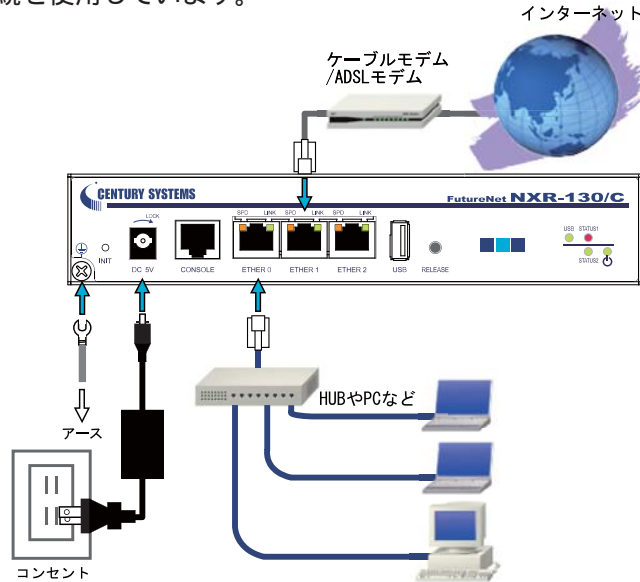 を使用しています。
インターネット
ケーブルモデム
/ADSLモデム
CENTURY SYSTEMS
FutureNet NXR-130/C
LOCK
SPD LINK SPD LINK SPD LINK
USB STATUS1
STATUS2
INIT
DC 5V
CONSOLE
ETHER 0
ETHER 1
ETHER 2
USB
RELEASE
HUBやPCなど
アース
コンセント